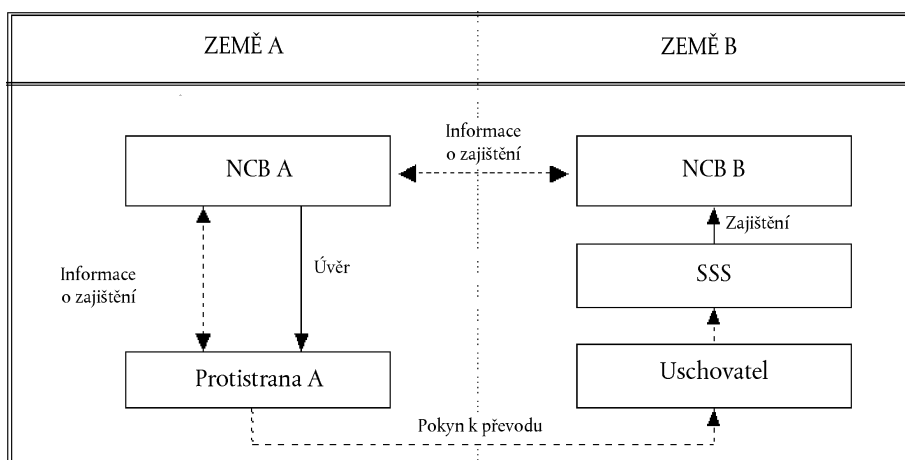 ZEMĚ A
ZEMĚ B
Informace
o zajištění
NCB A
NCB B
Zajištění
Informace
o zajištění
Úvěr
SSS
Protistrana A
Uschovatel
Pokyn k převodu